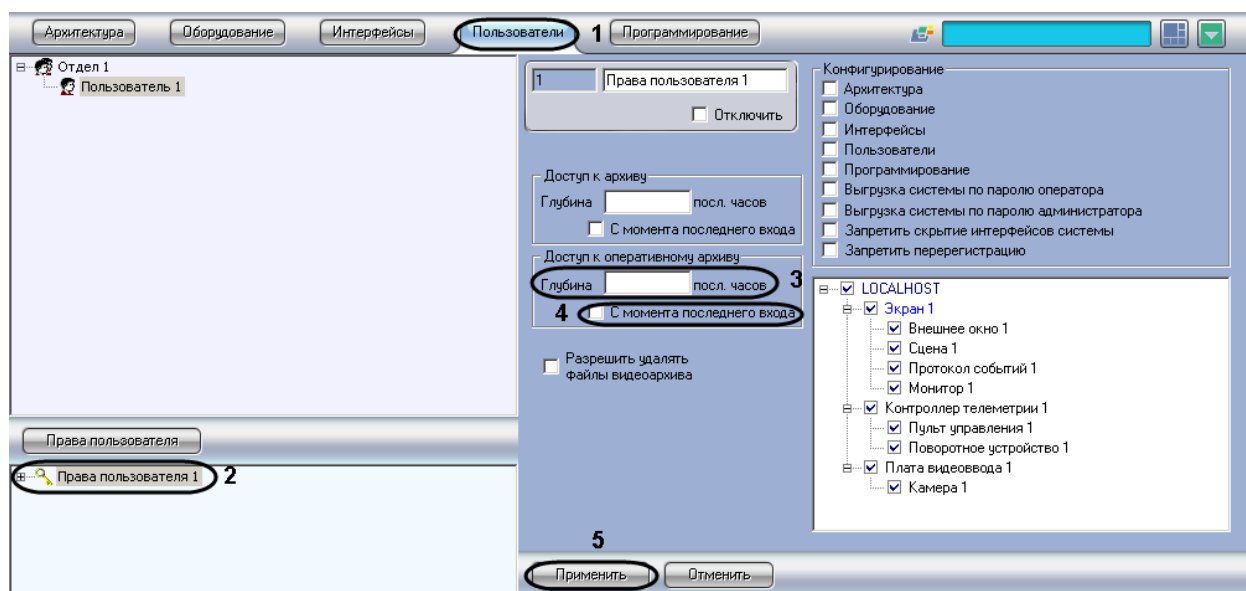 Архитектура
Оборудование
Интерфейсы
Пользователи
1
Программирование
Отдел 1
Пользователь 1
1
Права пользователя 1
Отключить
Доступ к архиву
Глубина
посл. часов
С момента последнего входа
Доступ к оперативному архиву
Глубина
посл. часов
3
4
С момента последнего входа
Разрешить удалять
файлы видеоархива
Конфигурирование
Архитектура
Оборудование
Интерфейсы
Пользователи
Программирование
Выгрузка системы по паролю оператора
Выгрузка системы по паролю администратора
Запретить скрытие интерфейсов системы
Запретить перерегистрацию
LOCALHOST
Экран 1
Внешнее окно 1
Сцена 1
Протокол событий 1
Монитор 1
Контроллер телеметрии 1
Пульт управления 1
Поворотное устройство 1
Плата видеоввода 1
Камера 1
Права пользователя
Права пользователя 1
2
5
Применить
Отменить